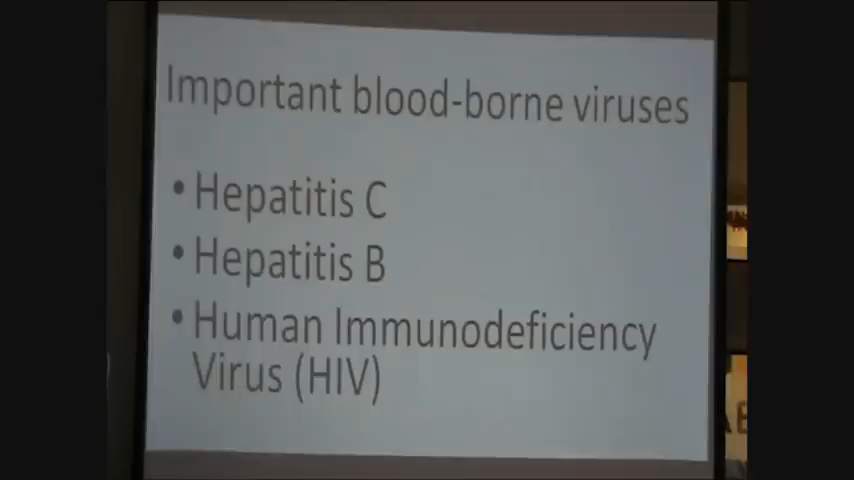 Important blood-borne viruses
• Hepatitis C
• Hepatitis B
• Human Immunodeficiency
Virus (HIV)